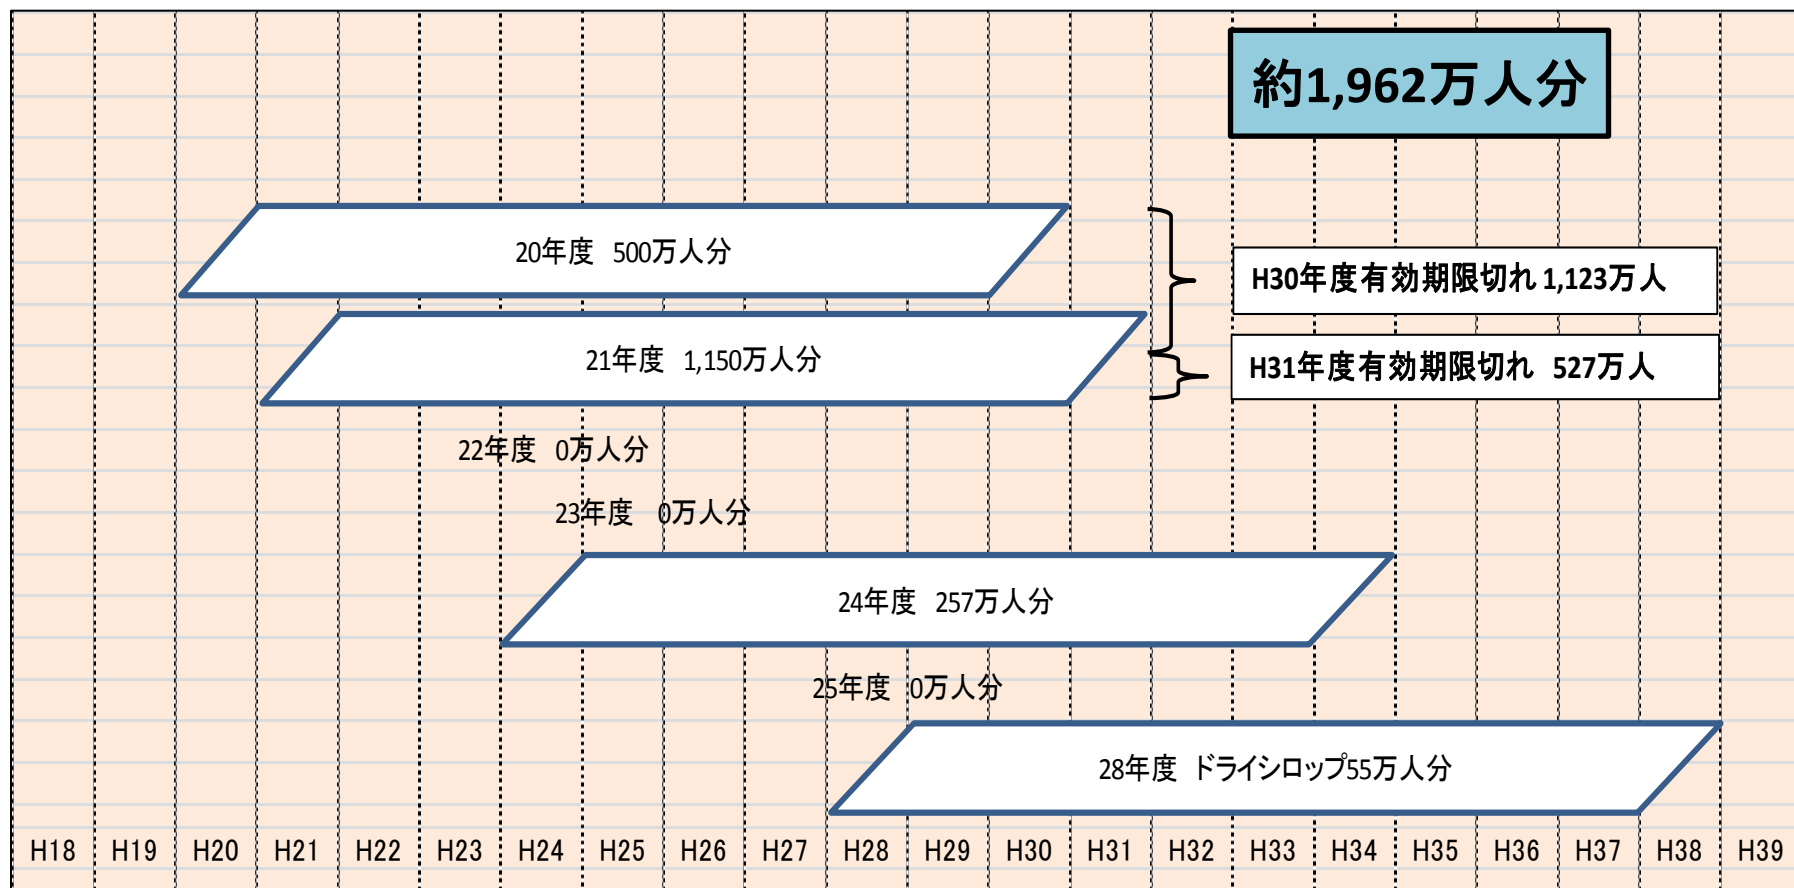 約1,962万人分
20年度 500万人分
H30年度有効期限切れ 1,123万人
21年度 1,150万人分
H31年度有効期限切れ 527万人
22年度 0万人分
23年度 0万人分
24年度 257万人分
25年度 0万人分
28年度 ドライシロップ55万人分
H18 H19 H20 H21 H22 H23 H24 H25 H26 H27 H28 H29 H30 H31 H32 H33 H34 H35 H36 H37 H38 H39